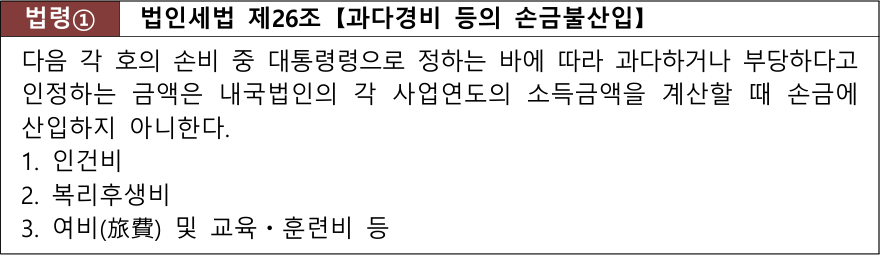 법령① 법인세법 제26조 【과다경비 등의 손금불산입】
다음 각 호의 손비 중 대통령령으로 정하는 바에 따라 과다하거나 부당하다고
인정하는 금액은 내국법인의 각 사업연도의 소득금액을 계산할 때 손금에
산입하지 아니한다.
1. 인건비
2. 복리후생비
3. 여비(旅費) 및 교육・훈련비 등